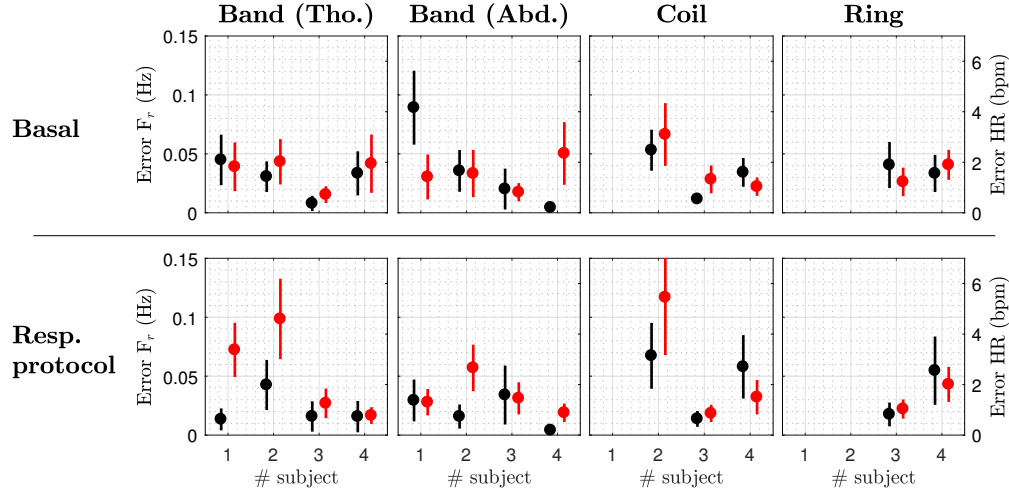 Band (Tho.) Band (Abd.) Coil Ring
Basal
Error F_r (Hz)
0.15
0.1
0.05
0
6
4
2
0
Error HR (bpm)
Resp.
protocol
Error F_r (Hz)
0.15
0.1
0.05
0
6
4
2
0
Error HR (bpm)
1 2 3 4 1 2 3 4 1 2 3 4 1 2 3 4
# subject # subject # subject # subject